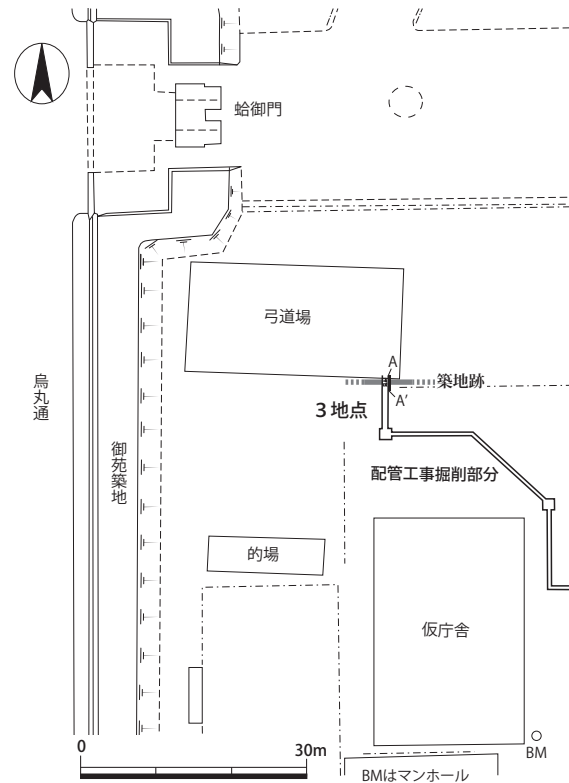 蛤御門
弓道場
A
築地跡
A'
3地点
烏丸通
御苑築地
配管工事掘削部分
的場
仮庁舎
BM
0
30m
BMはマンホール